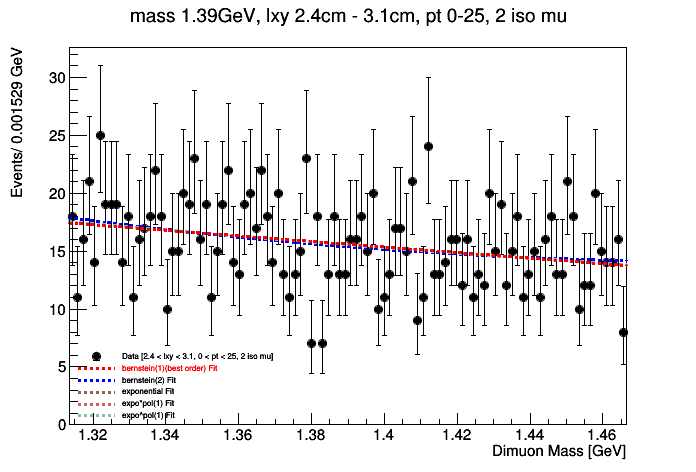 mass 1.39GeV, lxy 2.4cm - 3.1cm, pt 0-25, 2 iso mu
Events/ 0.001529 GeV
30
25
20
15
10
5
0
Data [2.4 < lxy < 3.1, 0 < pt < 25, 2 iso mu]
bernstein(1)(best order) Fit
bernstein(2) Fit
exponential Fit
expo*pol(1) Fit
expo^pol(1) Fit
1.32 1.34 1.36 1.38 1.4 1.42 1.44 1.46
Dimuon Mass [GeV]